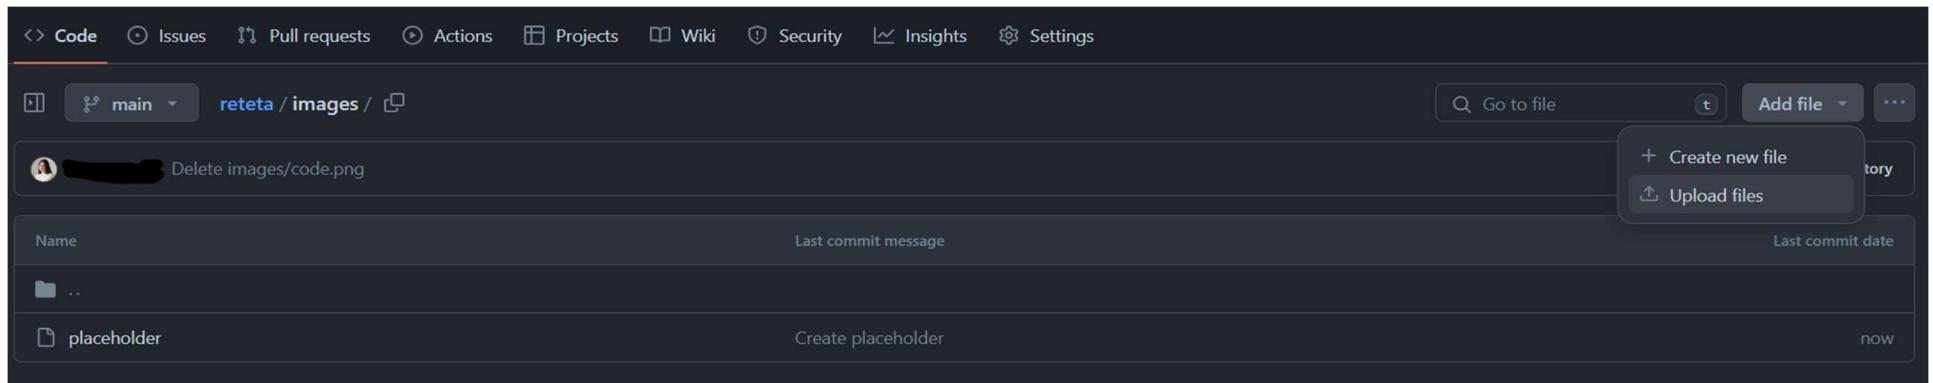 <> Code Issues Pull requests Actions Projects Wiki Security Insights Settings
main reteta / images / Go to file t Add file ...
Delete images/code.png tory
+ Create new file
Upload files
Name Last commit message Last commit date
..
placeholder Create placeholder now